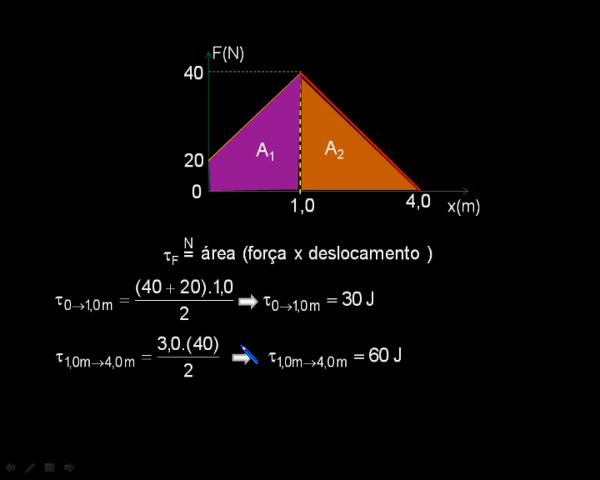 F(N)
40
A₁
A₂
20
0
1,0
4,0
x(m)
τF N= área (força x deslocamento )
τ0→1,0m = (40 + 20).1,0 / 2 ⇨ τ0→1,0m = 30 J
τ1,0m→4,0m = 3,0.(40) / 2 ⇨ τ1,0m→4,0m = 60 J